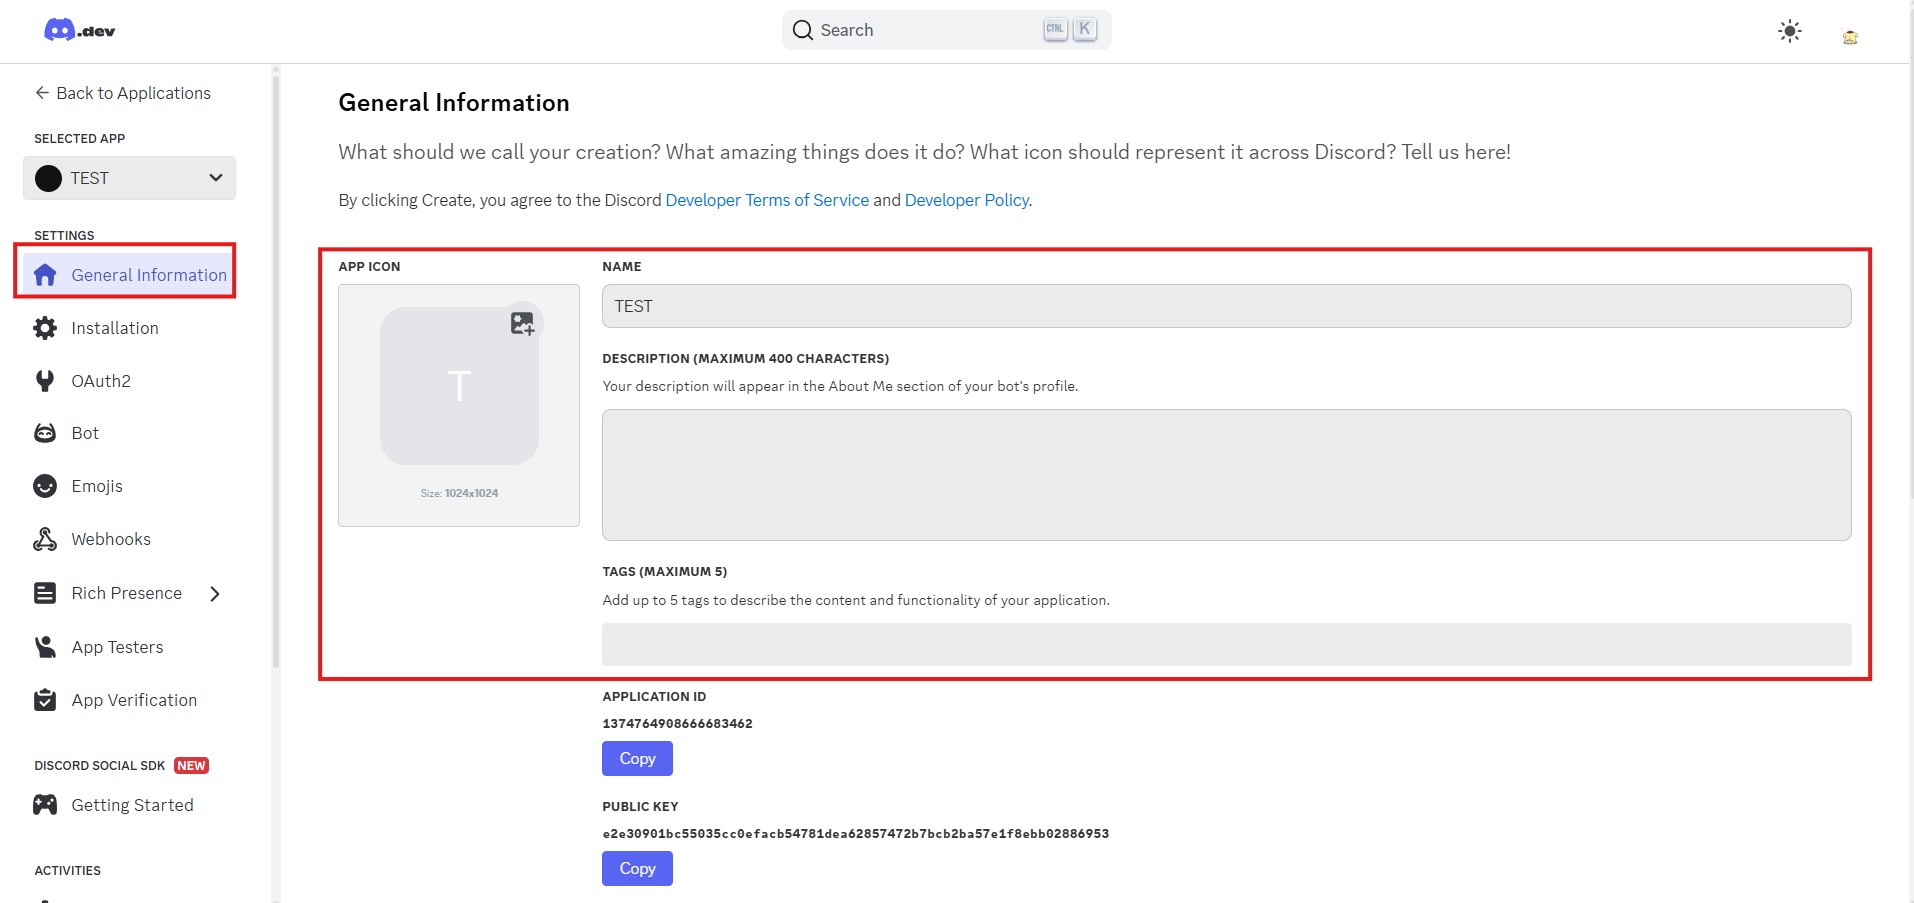 .dev
Search
CTRL K
Back to Applications
SELECTED APP
TEST
SETTINGS
General Information
Installation
OAuth2
Bot
Emojis
Webhooks
Rich Presence
App Testers
App Verification
DISCORD SOCIAL SDK NEW
Getting Started
ACTIVITIES
General Information
What should we call your creation? What amazing things does it do? What icon should represent it across Discord? Tell us here!
By clicking Create, you agree to the Discord Developer Terms of Service and Developer Policy.
APP ICON
T
Size: 1024x1024
NAME
TEST
DESCRIPTION (MAXIMUM 400 CHARACTERS)
Your description will appear in the About Me section of your bot's profile.
TAGS (MAXIMUM 5)
Add up to 5 tags to describe the content and functionality of your application.
APPLICATION ID
1374764908666683462
Copy
PUBLIC KEY
e2e30901bc55035cc0efacb54781dea62857472b7bcb2ba57e1f8ebb02886953
Copy